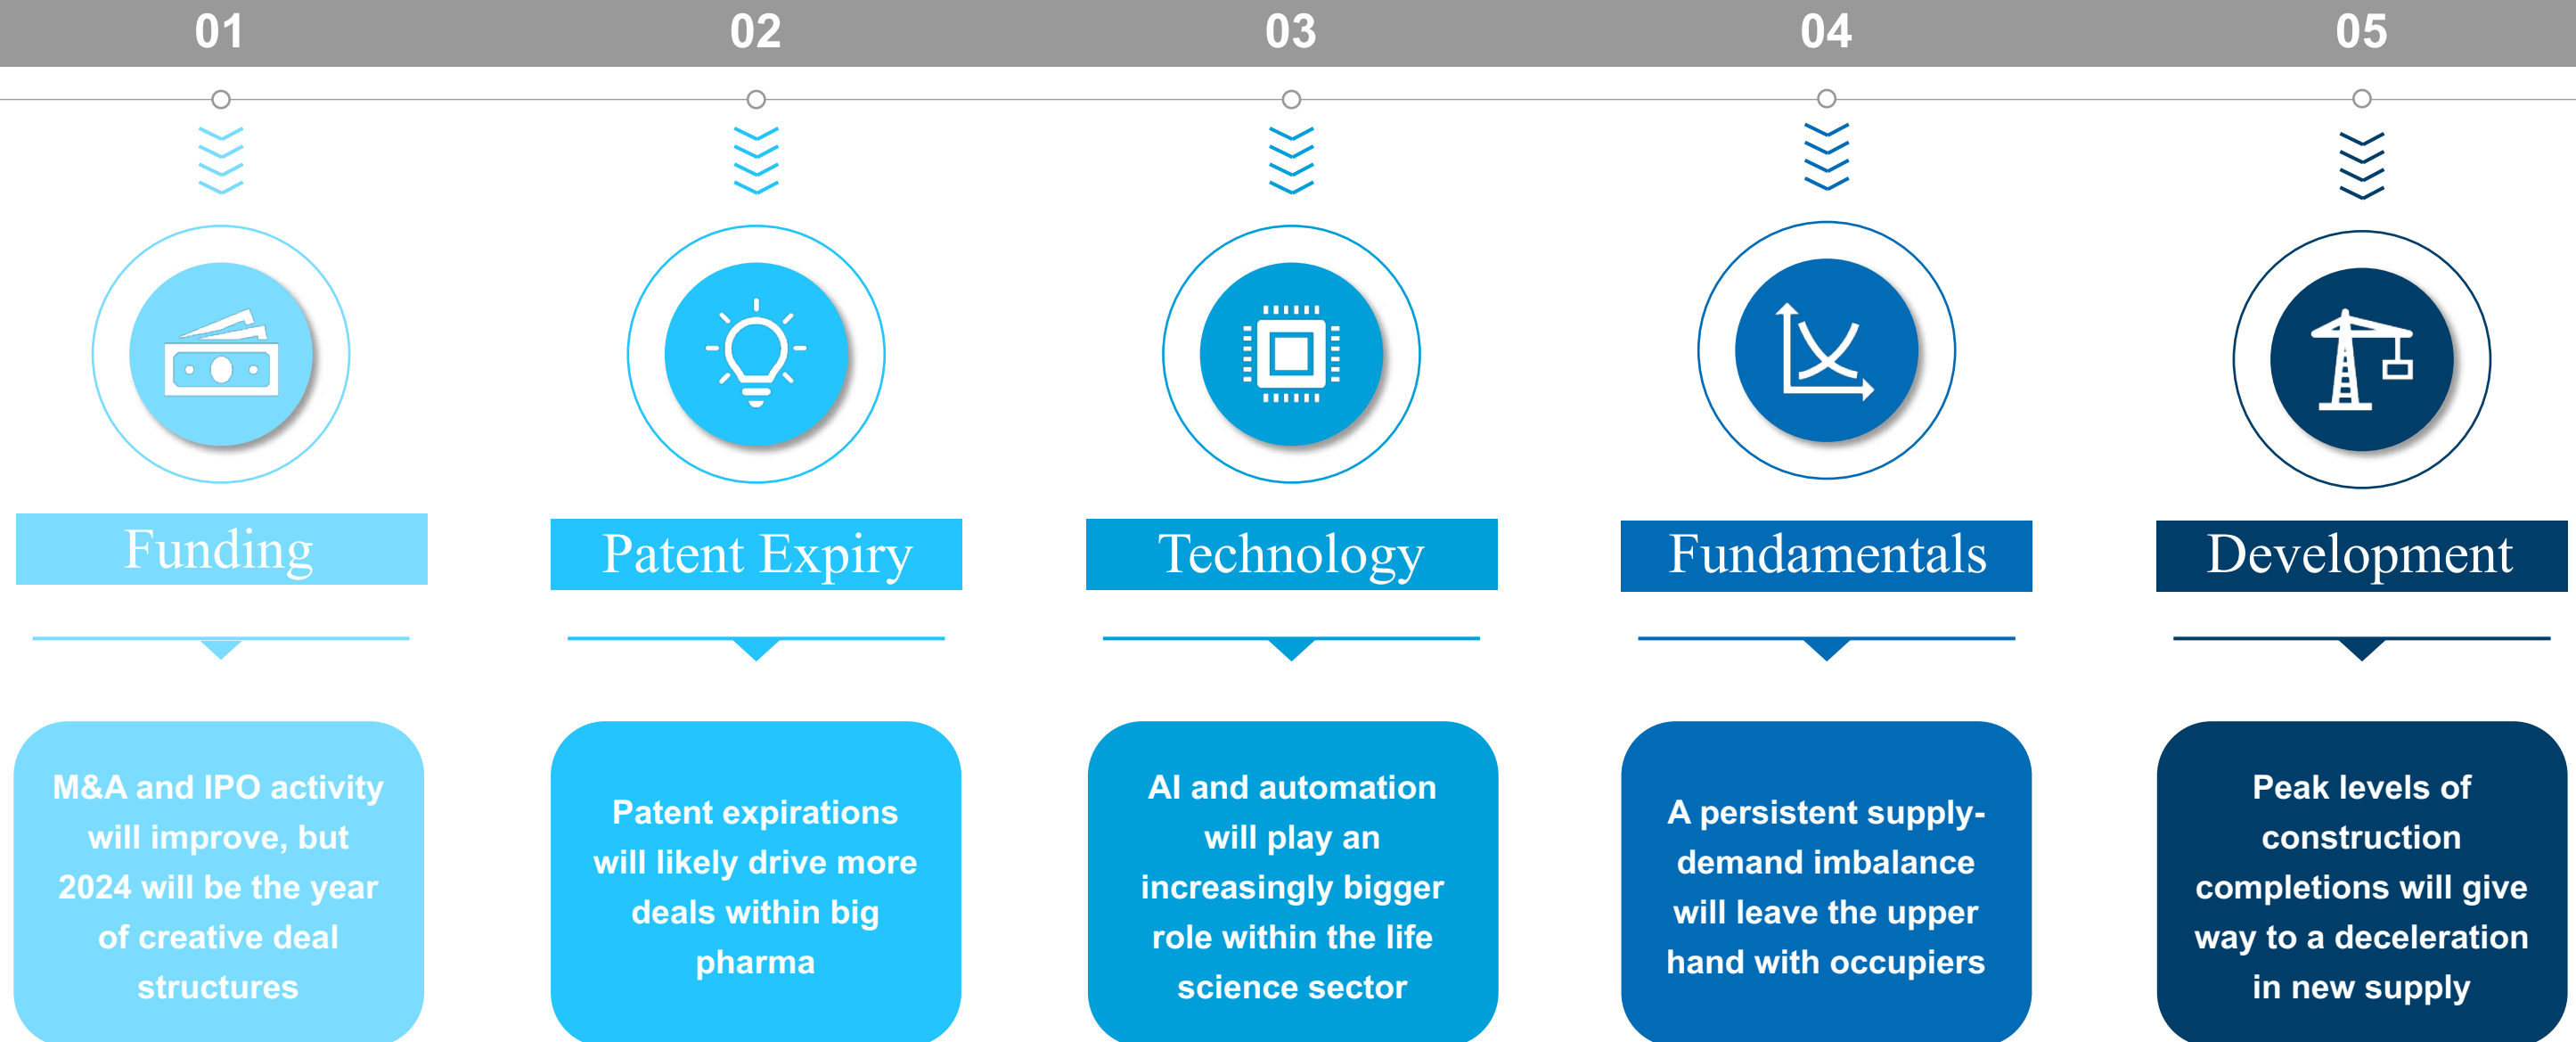 01
02
03
04
05
Funding
Patent Expiry
Technology
Fundamentals
Development
M&A and IPO activity
will improve, but
2024 will be the year
of creative deal
structures
Patent expirations
will likely drive more
deals within big
pharma
AI and automation
will play an
increasingly bigger
role within the life
science sector
A persistent supply-
demand imbalance
will leave the upper
hand with occupiers
Peak levels of
construction
completions will give
way to a deceleration
in new supply